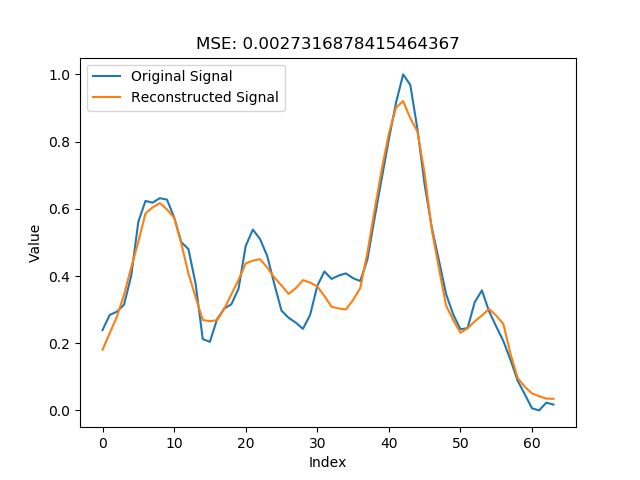 MSE: 0.0027316878415464367
Original Signal
Reconstructed Signal
1.0
0.8
0.6
0.4
0.2
0.0
Value
0 10 20 30 40 50 60
Index